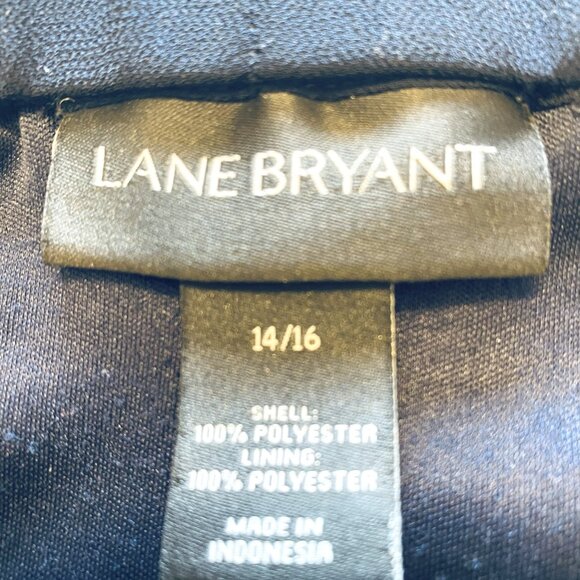 LANE BRYANT
14/16
SHELL:
100% POLYESTER
LINING:
100% POLYESTER
MADE IN
INDONESIA